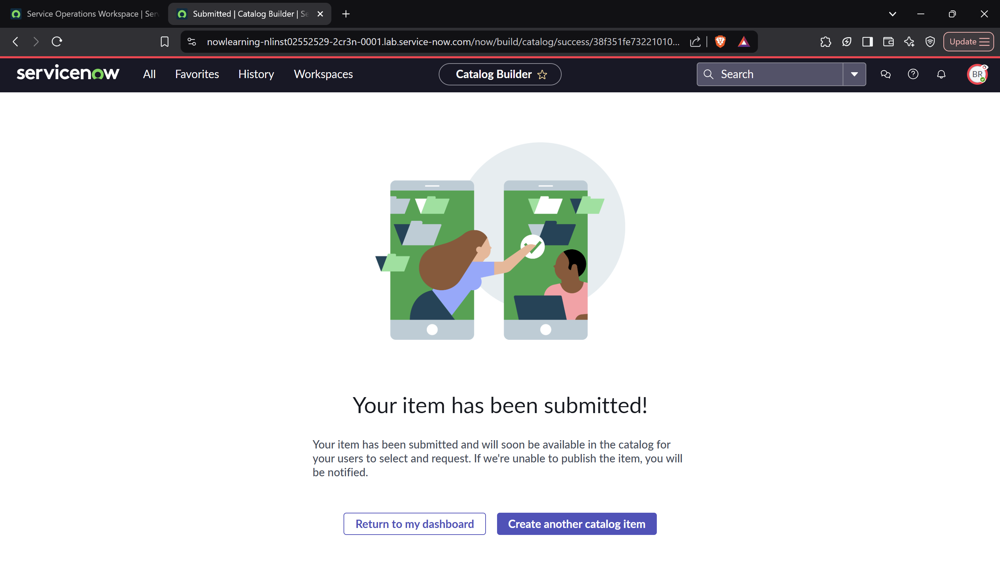 Service Operations Workspace | Serv
Submitted | Catalog Builder | Se
nowlearning-nlinst02552529-2cr3n-0001.lab.service-now.com/now/build/catalog/success/38f351fe73221010...
Update
servicenow
All
Favorites
History
Workspaces
Catalog Builder
Search
BR
Your item has been submitted!
Your item has been submitted and will soon be available in the catalog for
your users to select and request. If we're unable to publish the item, you will
be notified.
Return to my dashboard
Create another catalog item